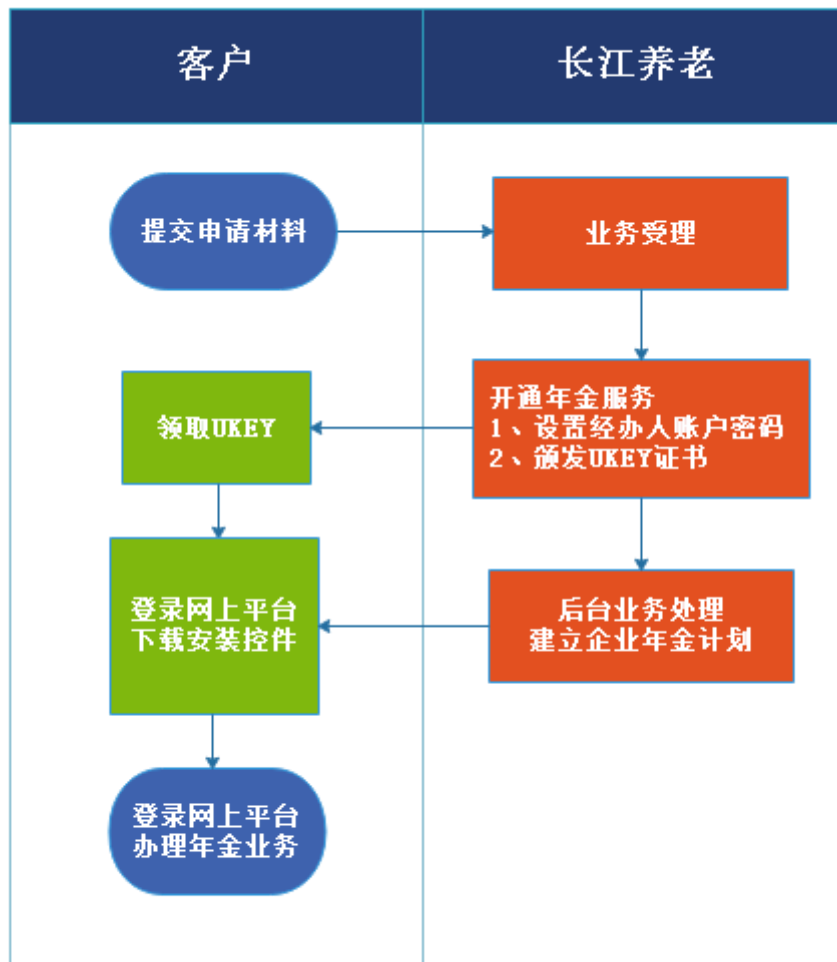 客户
长江养老
提交申请材料
业务受理
领取UKEY
开通年金服务
1、设置经办人账户密码
2、颁发UKEY证书
登录网上平台
下载安装控件
后台业务处理
建立企业年金计划
登录网上平台
办理年金业务